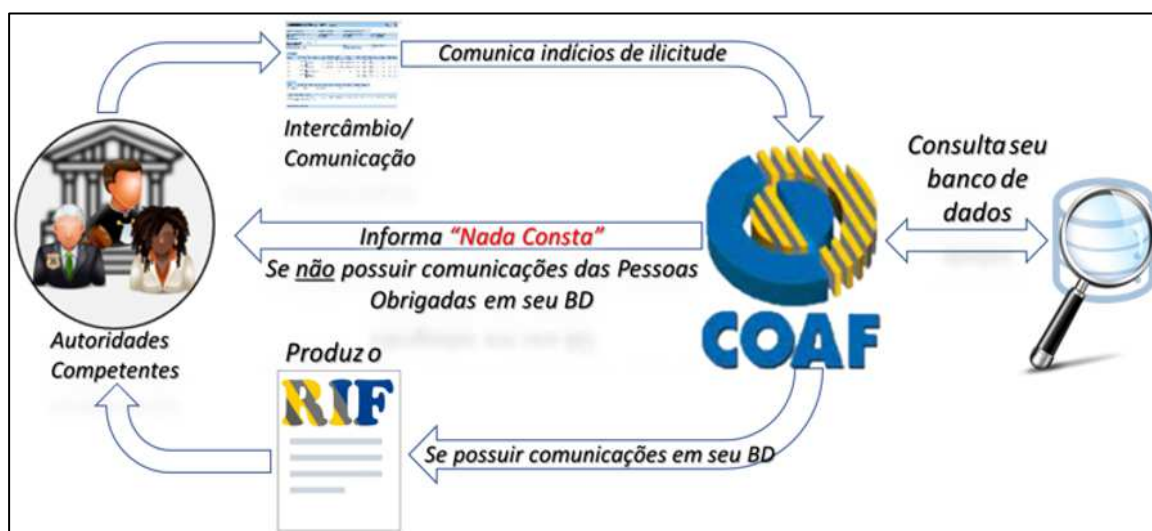 Comunica indícios de ilicitude
Intercâmbio/
Comunicação
Consulta seu
banco de
dados
Informa “Nada Consta”
Se não possuir comunicações das Pessoas
Obrigadas em seu BD
COAF
Autoridades
Competentes
Produz o
RIF
Se possuir comunicações em seu BD